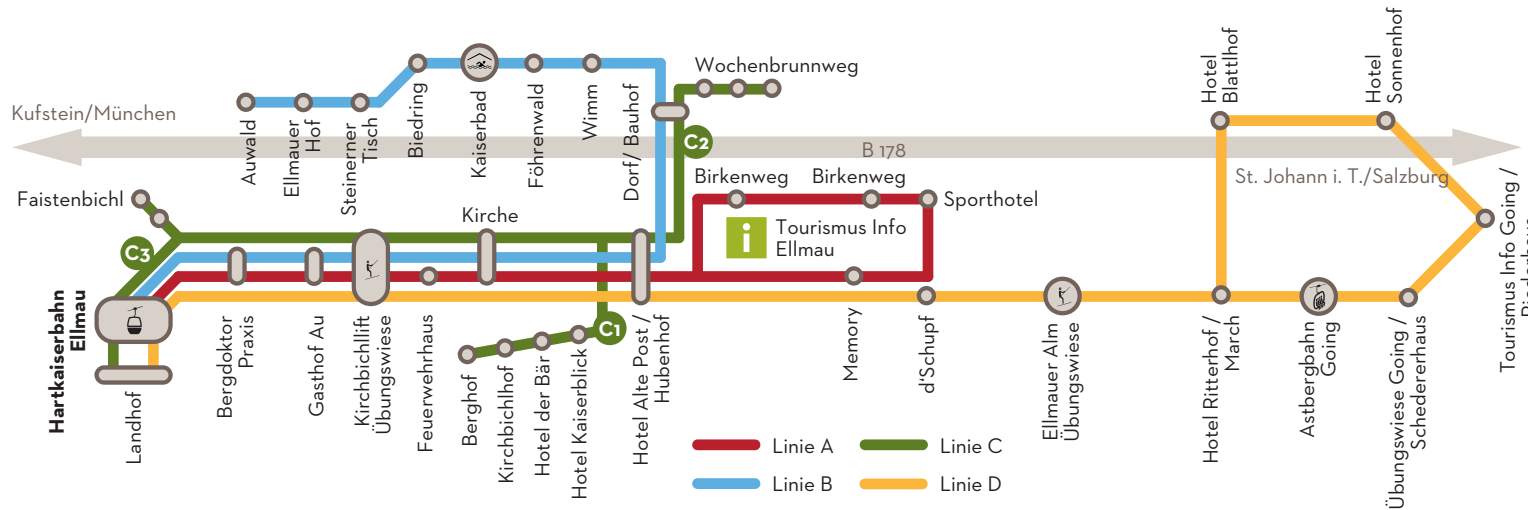 Kufstein/München
Auwald
Ellmauer
Hof
Steinerner
Tisch
Biedring
Kaiserbad
Föhrenwald
Wimm
Dorf/ Bauhof
Wochenbrunnweg
C2
B 178
Hotel
Blattlhof
Hotel
Sonnenhof
St. Johann i. T./Salzburg
Faistenbichl
C3
Kirche
Birkenweg
Birkenweg
Sporthotel
i
Tourismus Info
Ellmau
Hartkaiserbahn
Ellmau
Landhof
Bergdoktor
Praxis
Gasthof Au
Kirchbichllift
Übungswiese
Feuerwehrhaus
Berghof
Kirchbichlhof
Hotel der Bär
Hotel Kaiserblick
C1
Hotel Alte Post /
Hubenhof
Memory
d'Schupf
Ellmauer Alm
Übungswiese
Hotel Ritterhof /
March
Astbergbahn
Going
Übungswiese Going /
Schedererhaus
Tourismus Info Going /
Linie A
Linie B
Linie C
Linie D